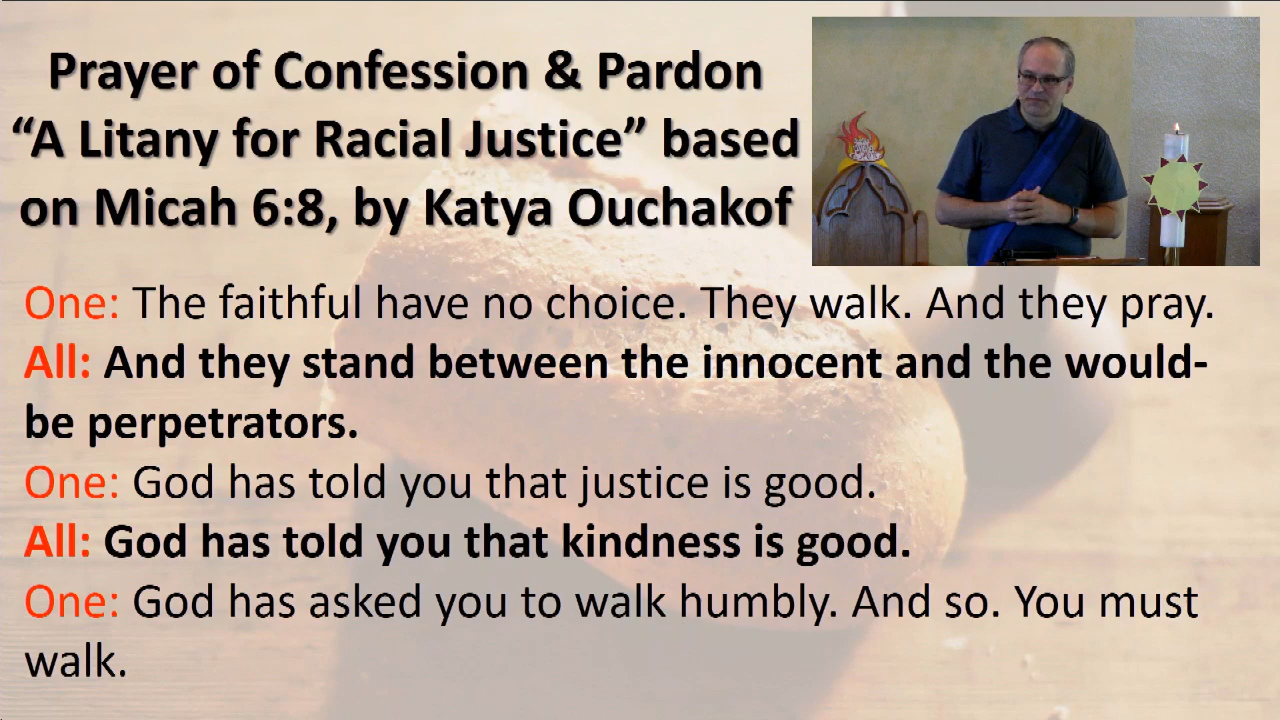 Prayer of Confession & Pardon
“A Litany for Racial Justice” based
on Micah 6:8, by Katya Ouchakof
One: The faithful have no choice. They walk. And they pray.
All: And they stand between the innocent and the would-
be perpetrators.
One: God has told you that justice is good.
All: God has told you that kindness is good.
One: God has asked you to walk humbly. And so. You must
walk.